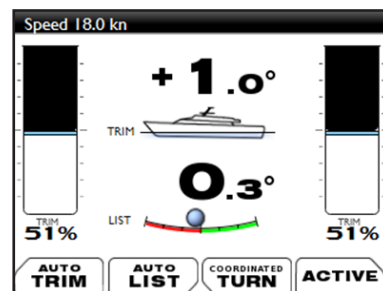 Speed 18.0 kn
+1.0°
TRIM
0.3°
LIST
TRIM
51%
TRIM
51%
AUTO
TRIM
AUTO
LIST
COORDINATED
TURN
ACTIVE